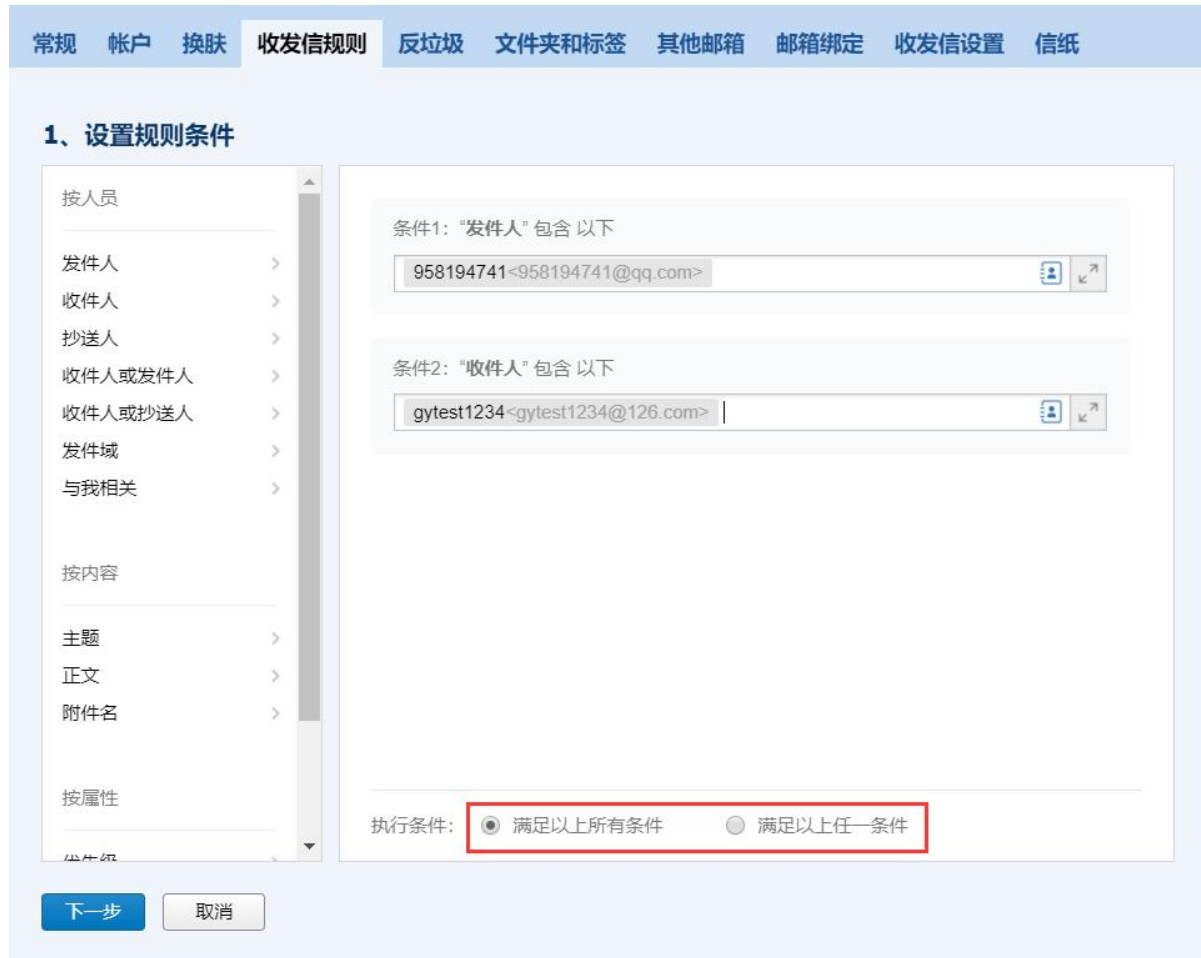 常规 帐户 换肤 收发信规则 反垃圾 文件夹和标签 其他邮箱 邮箱绑定 收发信设置 信纸
1、设置规则条件
按人员
发件人
收件人
抄送人
收件人或发件人
收件人或抄送人
发件域
与我相关
按内容
主题
正文
附件名
按属性
优先级
条件1：“发件人” 包含 以下
958194741<958194741@qq.com>
条件2：“收件人” 包含 以下
gytest1234<gytest1234@126.com>
执行条件： 满足以上所有条件 满足以上任一条件
下一步 取消